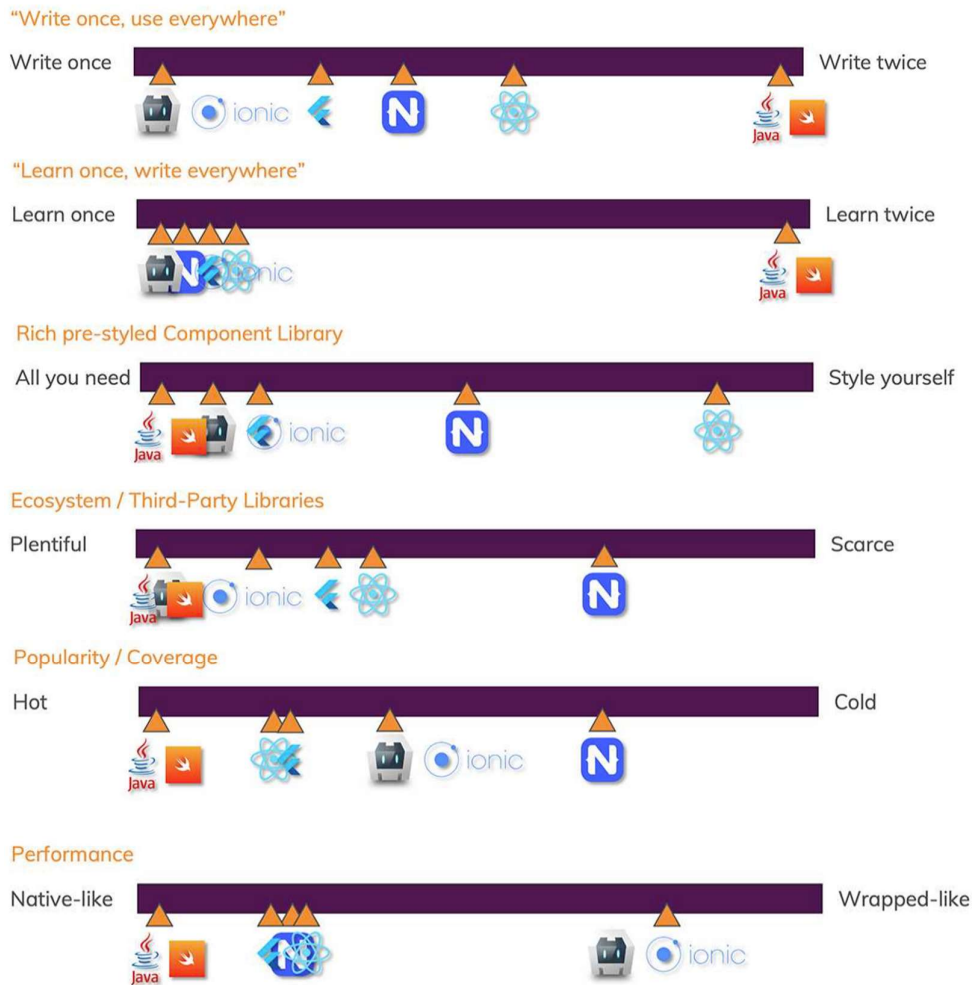 “Write once, use everywhere”
Write once
Write twice
ionic
Java
“Learn once, write everywhere”
Learn once
Learn twice
ionic
Java
Rich pre-styled Component Library
All you need
Style yourself
ionic
Java
Ecosystem / Third-Party Libraries
Plentiful
Scarce
ionic
Java
Popularity / Coverage
Hot
Cold
ionic
Java
Performance
Native-like
Wrapped-like
ionic
Java